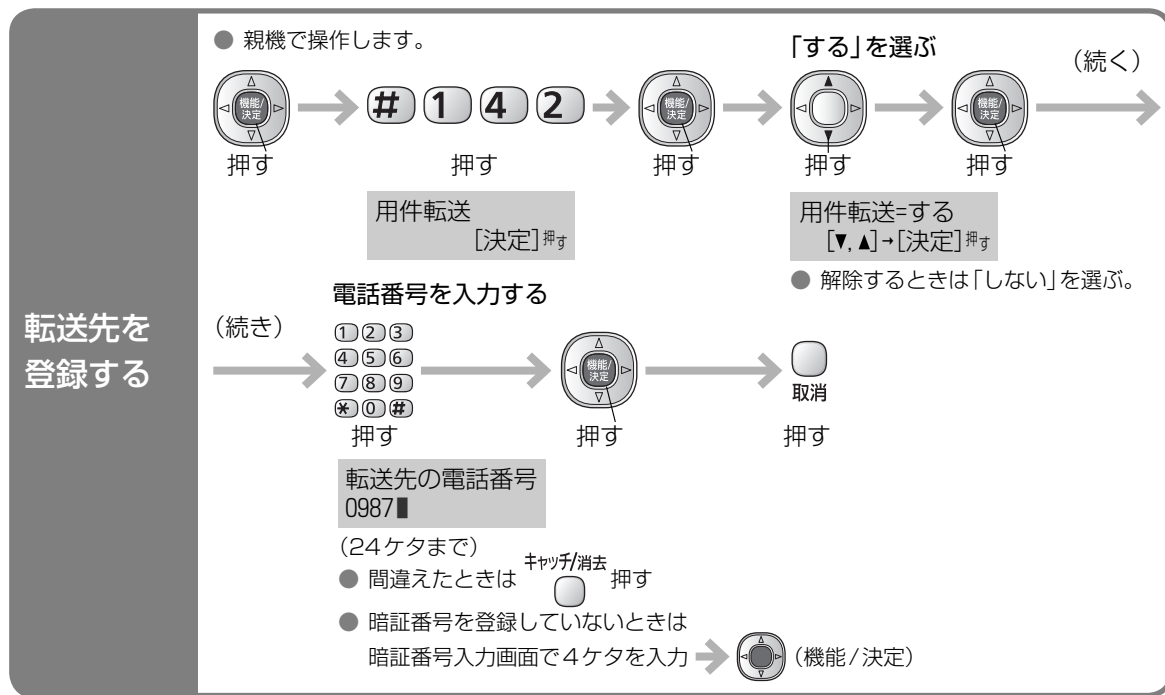 転送先を
登録する
● 親機で操作します。
「する」を選ぶ
(続く)
機能/
決定
# 1 4 2
機能/
決定
機能/
決定
押す
押す
押す
押す
押す
用件転送
[決定]押す
用件転送=する
[▼,▲]→[決定]押す
● 解除するときは「しない」を選ぶ。
(続き)
電話番号を入力する
1 2 3
4 5 6
7 8 9
* 0 #
機能/
決定
取消
押す
押す
押す
転送先の電話番号
0987
(24ケタまで)
● 間違えたときは キャッチ/消去 押す
● 暗証番号を登録していないときは
暗証番号入力画面で4ケタを入力 (機能/決定)